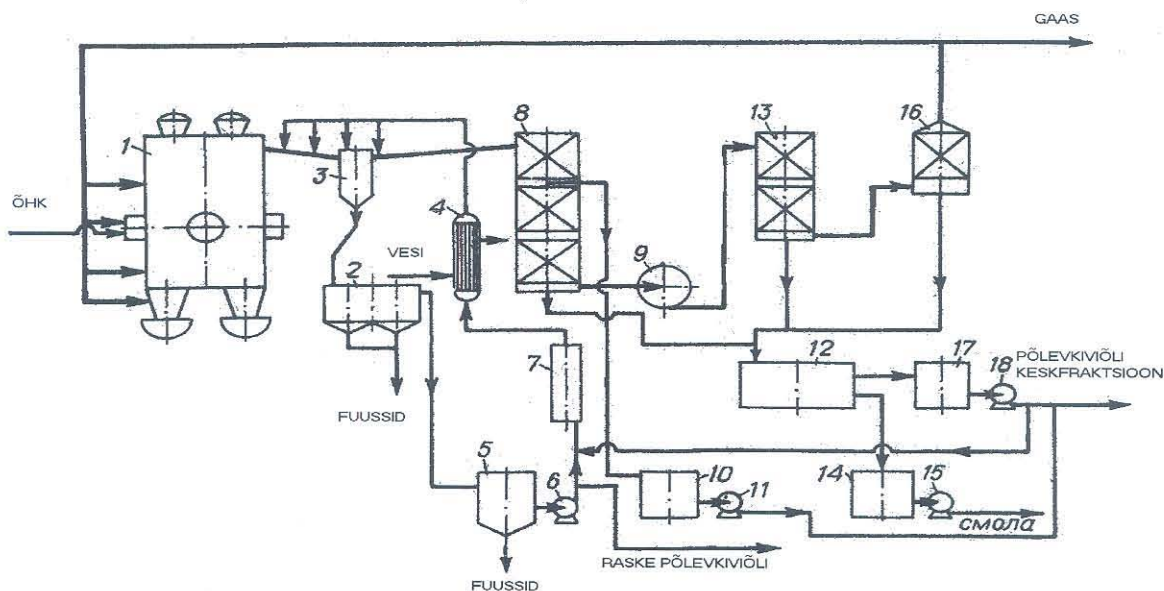 GAAS
8
13
16
1
3
4
ÕHK
VESI
9
2
12
17
18
PÕLEVKIVIÕLI
KESKFRAKTSIOON
7
FUUSSID
5
6
10
11
14
15
смола
RASKE PÕLEVKIVIÕLI
FUUSSID